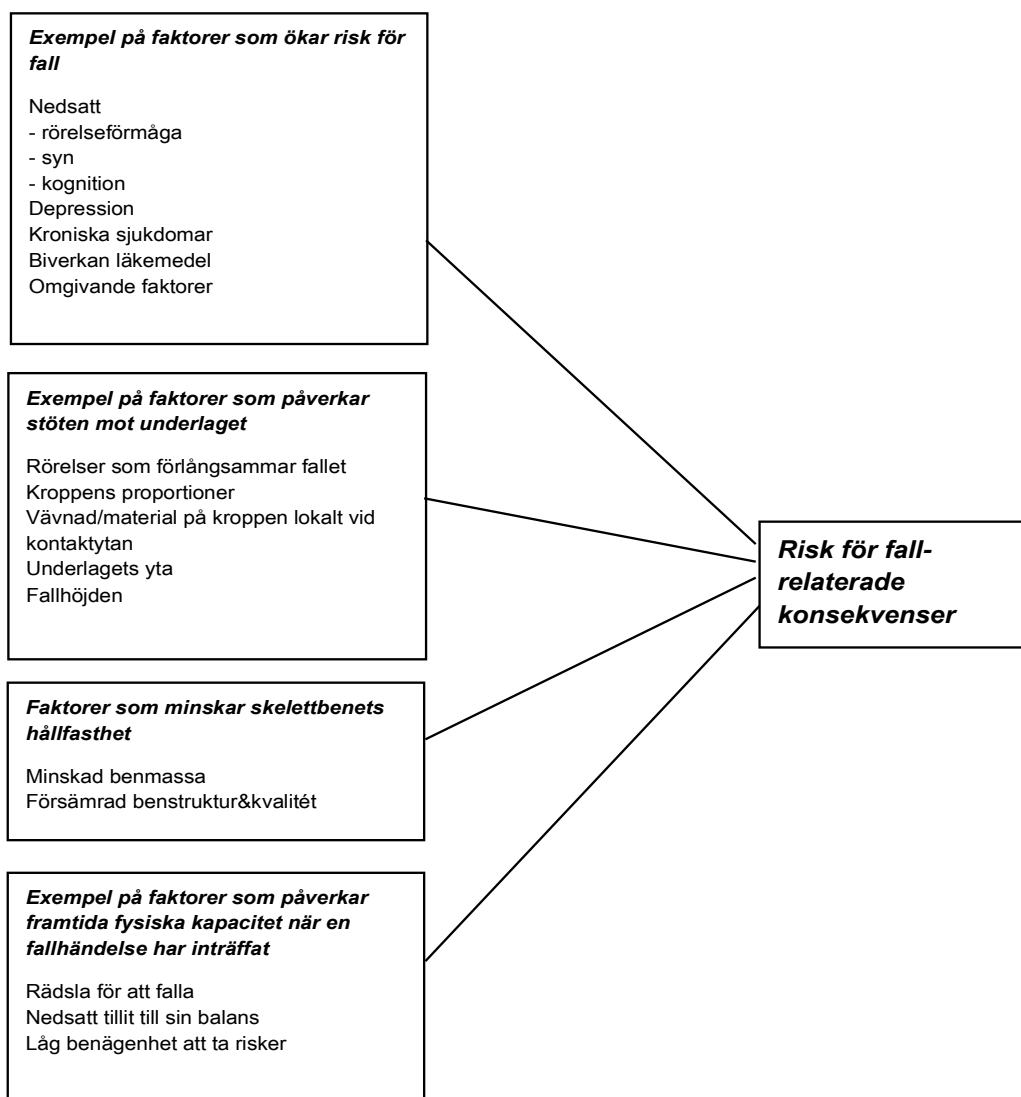 Exempel på faktorer som ökar risk för
fall
Nedsatt
- rörelseförmåga
- syn
- kognition
Depression
Kroniska sjukdomar
Biverkan läkemedel
Omgivande faktorer
Exempel på faktorer som påverkar
stöten mot underlaget
Rörelser som förlångsammar fallet
Kroppens proportioner
Vävnad/material på kroppen lokalt vid
kontaktytan
Underlagets yta
Fallhöjden
Risk för fall-
relaterade
konsekvenser
Faktorer som minskar skelettbenets
hållfasthet
Minskad benmassa
Försämrad benstruktur&kvalitét
Exempel på faktorer som påverkar
framtida fysiska kapacitet när en
fallhändelse har inträffat
Rädsla för att falla
Nedsatt tillit till sin balans
Låg benägenhet att ta risker